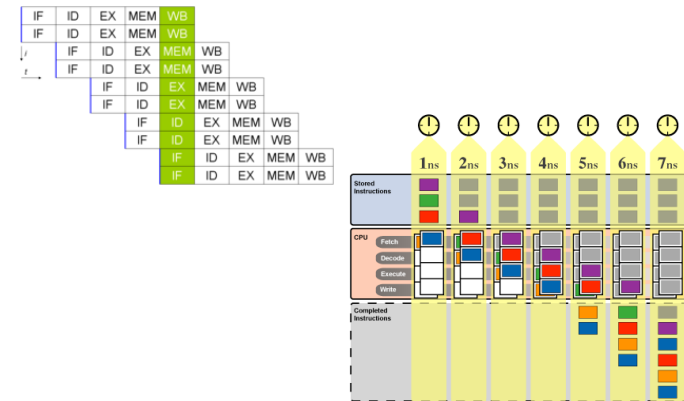 IF ID EX MEM WB
IF ID EX MEM WB
i
IF ID EX MEM WB
t
IF ID EX MEM WB
IF ID EX MEM WB
IF ID EX MEM WB
IF ID EX MEM WB
IF ID EX MEM WB
IF ID EX MEM WB
IF ID EX MEM WB
1ns 2ns 3ns 4ns 5ns 6ns 7ns
Stored
Instructions
CPU
Fetch
Decode
Execute
Write
Completed
Instructions